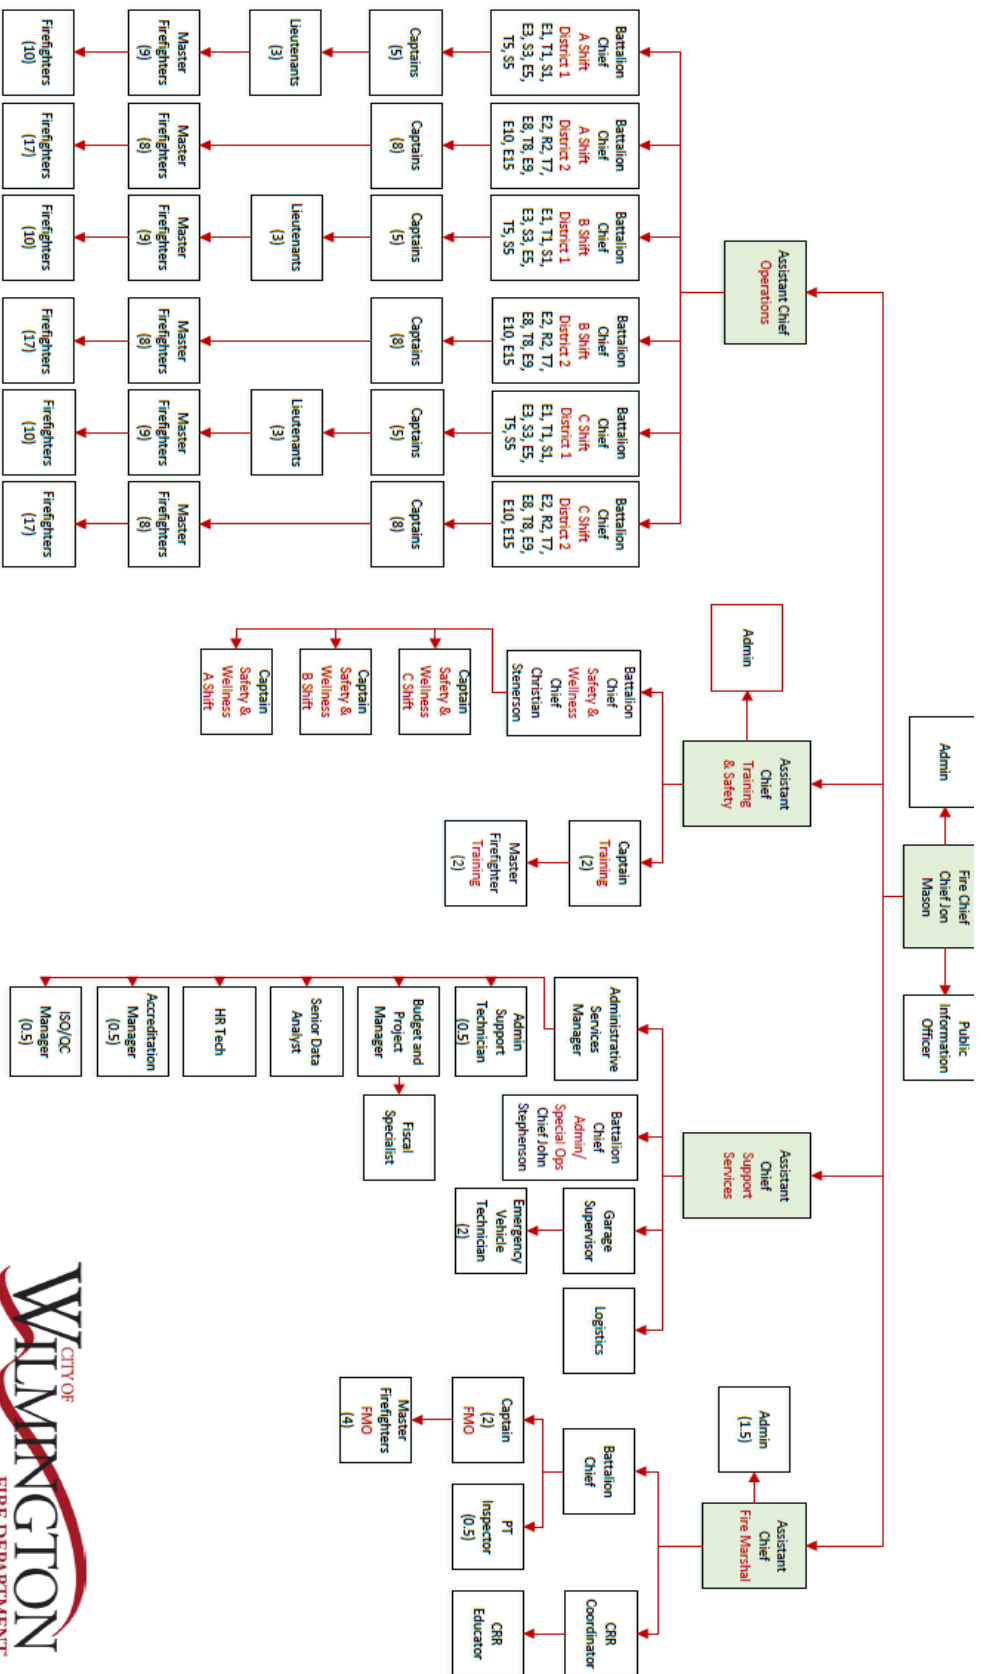 Admin
Fire Chief
Chief Jon
Mason
Public
Information
Officer
Assistant Chief
Operations
Battalion
Chief
A Shift
District 1
E1, T1, S1,
E3, S3, E5,
T5, S5
Captains
(5)
Lieutenants
(3)
Master
Firefighters
(9)
Firefighters
(10)
Battalion
Chief
A Shift
District 2
E2, R2, T7,
E8, T8, E9,
E10, E15
Captains
(8)
Master
Firefighters
(8)
Firefighters
(17)
Battalion
Chief
B Shift
District 1
E1, T1, S1,
E3, S3, E5,
T5, S5
Captains
(5)
Lieutenants
(3)
Master
Firefighters
(9)
Firefighters
(10)
Battalion
Chief
B Shift
District 2
E2, R2, T7,
E8, T8, E9,
E10, E15
Captains
(8)
Master
Firefighters
(8)
Firefighters
(17)
Battalion
Chief
C Shift
District 1
E1, T1, S1,
E3, S3, E5,
T5, S5
Captains
(5)
Lieutenants
(3)
Master
Firefighters
(9)
Firefighters
(10)
Battalion
Chief
C Shift
District 2
E2, R2, T7,
E8, T8, E9,
E10, E15
Captains
(8)
Master
Firefighters
(8)
Firefighters
(17)
Admin
Assistant
Chief
Training
& Safety
Battalion
Chief
Safety &
Wellness
Chief
Christian
Stenerson
Captain
Safety &
Wellness
C Shift
Captain
Safety &
Wellness
B Shift
Captain
Safety &
Wellness
A Shift
Captain
Training
(2)
Master
Firefighter
Training
(2)
Assistant
Chief
Support
Services
Administrative
Services
Manager
Admin
Support
Technician
(0.5)
Budget and
Project
Manager
Fiscal
Specialist
Senior Data
Analyst
HR Tech
Accreditation
Manager
(0.5)
ISO/QC
Manager
(0.5)
Battalion
Chief
Admin/
Special Ops
Chief John
Stephenson
Garage
Supervisor
Emergency
Vehicle
Technician
(2)
Logistics
Admin
(1.5)
Assistant
Chief
Fire Marshal
Battalion
Chief
Captain
(2)
FMO
Master
Firefighters
FMO
(4)
PT
Inspector
(0.5)
CRR
Coordinator
CRR
Educator
CITY OF
WILMINGTON
FIRE DEPARTMENT